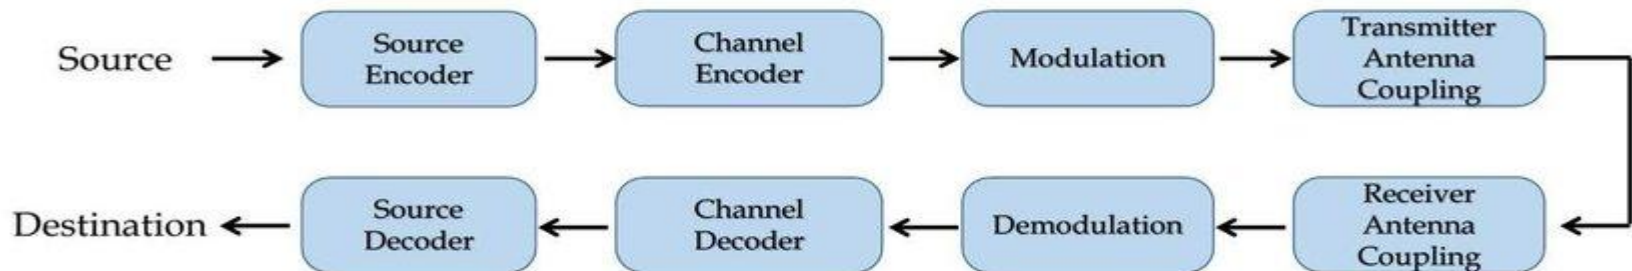 Source
Source
Encoder
Channel
Encoder
Modulation
Transmitter
Antenna
Coupling
Destination
Source
Decoder
Channel
Decoder
Demodulation
Receiver
Antenna
Coupling